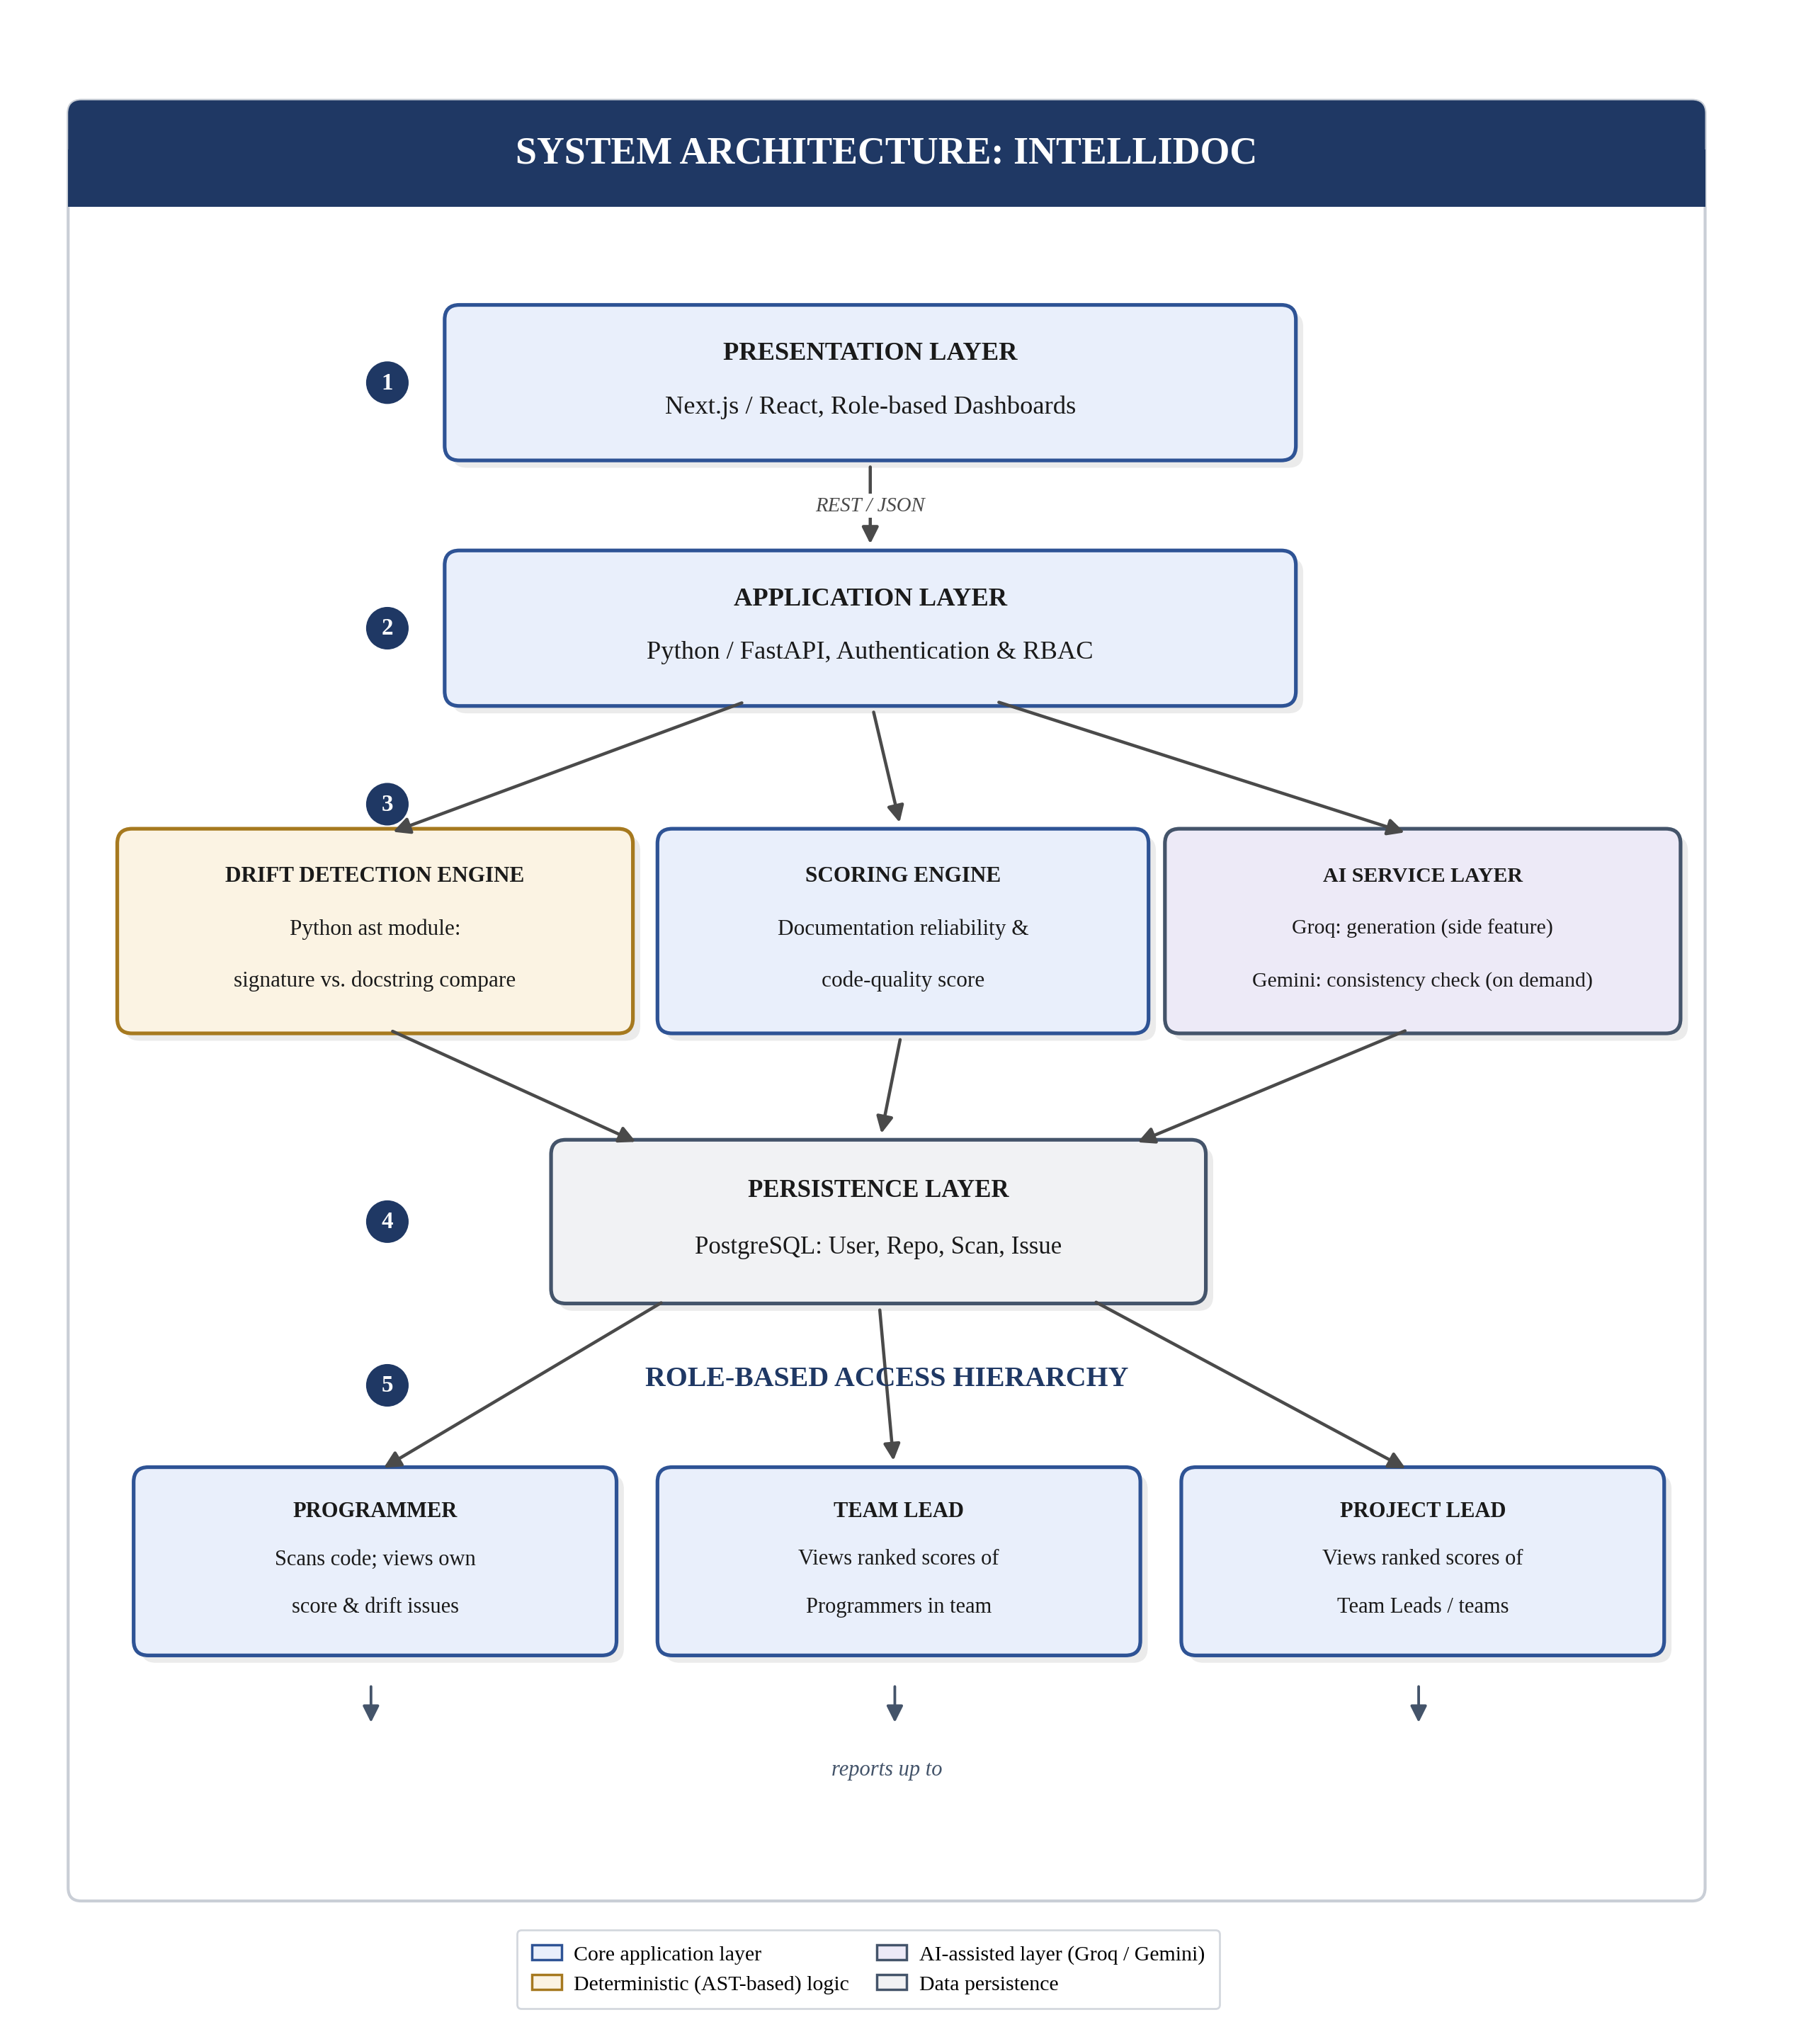 SYSTEM ARCHITECTURE: INTELLIDOC
1
PRESENTATION LAYER
Next.js / React, Role-based Dashboards
REST / JSON
2
APPLICATION LAYER
Python / FastAPI, Authentication & RBAC
3
DRIFT DETECTION ENGINE
Python ast module:
signature vs. docstring compare
SCORING ENGINE
Documentation reliability &
code-quality score
AI SERVICE LAYER
Groq: generation (side feature)
Gemini: consistency check (on demand)
4
PERSISTENCE LAYER
PostgreSQL: User, Repo, Scan, Issue
5
ROLE-BASED ACCESS HIERARCHY
PROGRAMMER
Scans code; views own
score & drift issues
TEAM LEAD
Views ranked scores of
Programmers in team
PROJECT LEAD
Views ranked scores of
Team Leads / teams
reports up to
Core application layer
Deterministic (AST-based) logic
AI-assisted layer (Groq / Gemini)
Data persistence